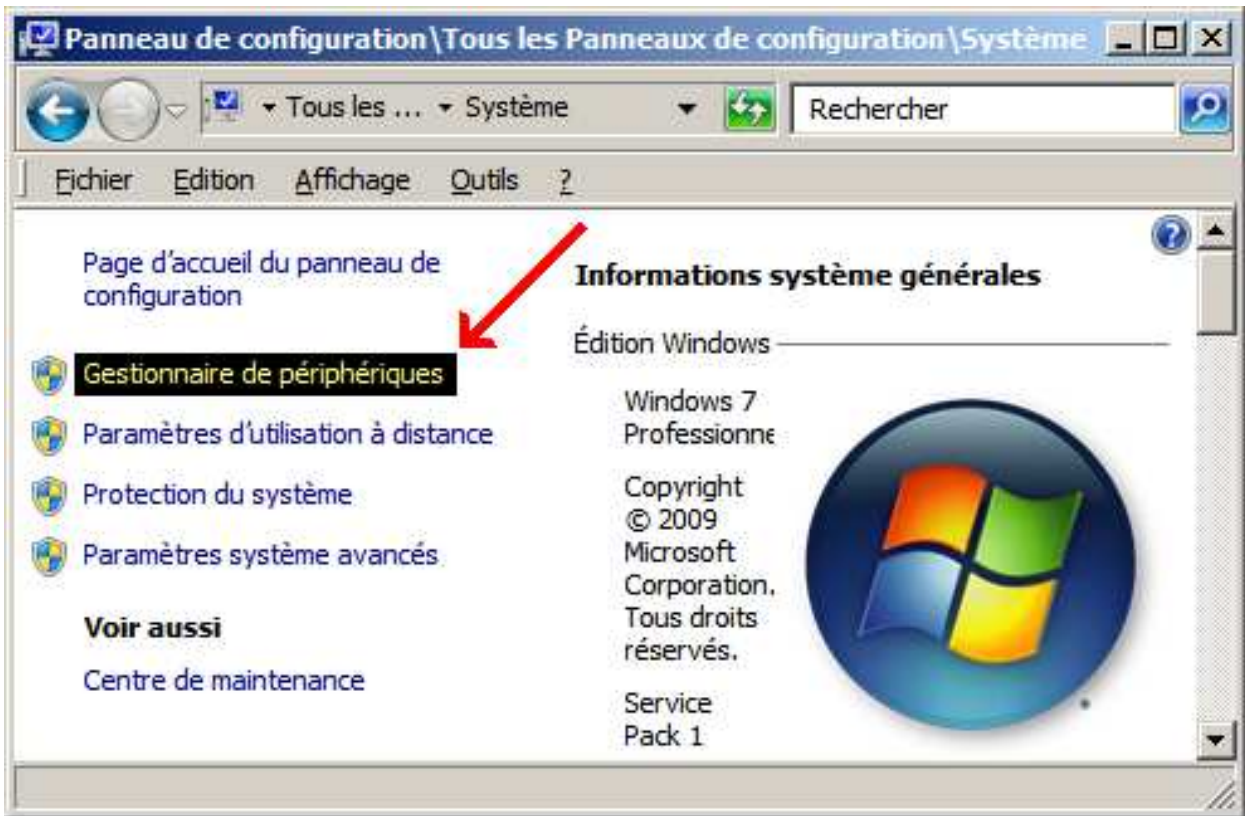 Panneau de configuration\Tous les Panneaux de configuration\Système
Tous les ... Système
Rechercher
Fichier Edition Affichage Outils ?
Page d'accueil du panneau de
configuration
Gestionnaire de périphériques
Paramètres d'utilisation à distance
Protection du système
Paramètres système avancés
Voir aussi
Centre de maintenance
Informations système générales
Édition Windows
Windows 7
Professionne
Copyright
© 2009
Microsoft
Corporation.
Tous droits
réservés.
Service
Pack 1